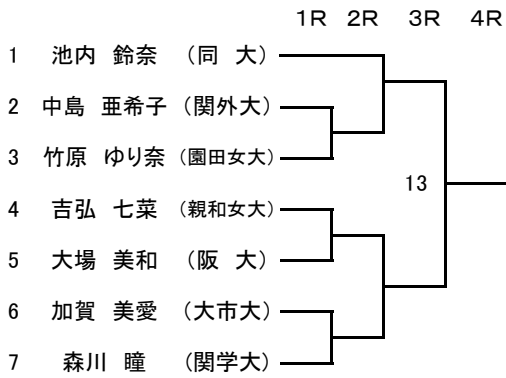 1R 2R 3R 4R
1 池内 鈴奈 (同 大)
2 中島 亜希子 (関外大)
3 竹原 ゆり奈 (園田女大)
13
4 吉弘 七菜 (親和女大)
5 大場 美和 (阪 大)
6 加賀 美愛 (大市大)
7 森川 瞳 (関学大)